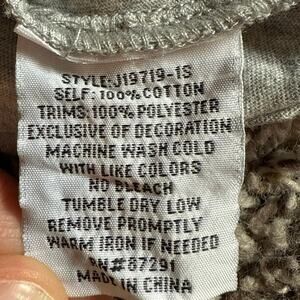 STYLE:J19719-1S
SELF:100%COTTON
TRIMS:100% POLYESTER
EXCLUSIVE OF DECORATION
MACHINE WASH COLD
WITH LIKE COLORS
NO BLEACH
TUMBLE DRY LOW
REMOVE PROMPTLY
WARM IRON IF NEEDED
RN#87291
MADE IN CHINA